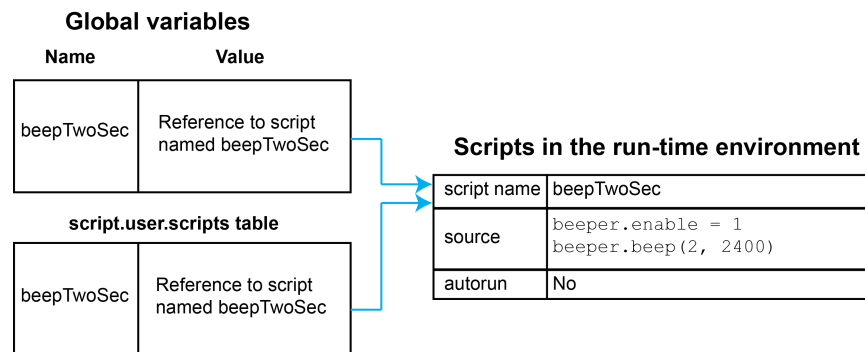 Global variables
Name Value
beepTwoSec
Reference to script
named beepTwoSec
script.user.scripts table
beepTwoSec
Reference to script
named beepTwoSec
Scripts in the run-time environment
script name beepTwoSec
source
beeper.enable = 1
beeper.beep(2, 2400)
autorun No